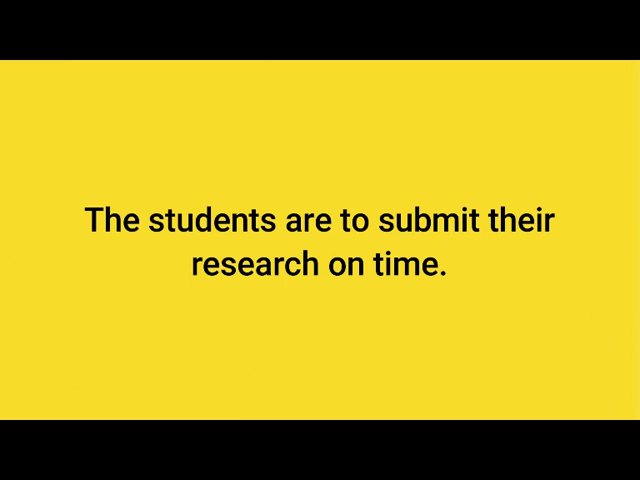 The students are to submit their
research on time.